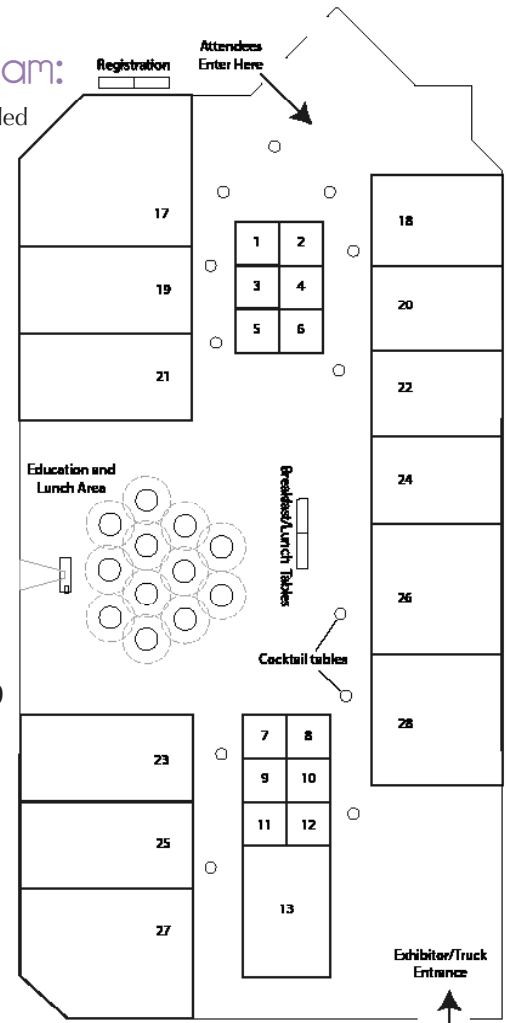 am:
led
Registration
Attendees
Enter Here
17
18
1
2
19
3
4
20
5
6
21
22
Education and
Lunch Area
Breakfast/Lunch Tables
24
26
Cocktail tables
)
23
7
8
28
9
10
25
11
12
13
27
Exhibitor/Truck
Entrance